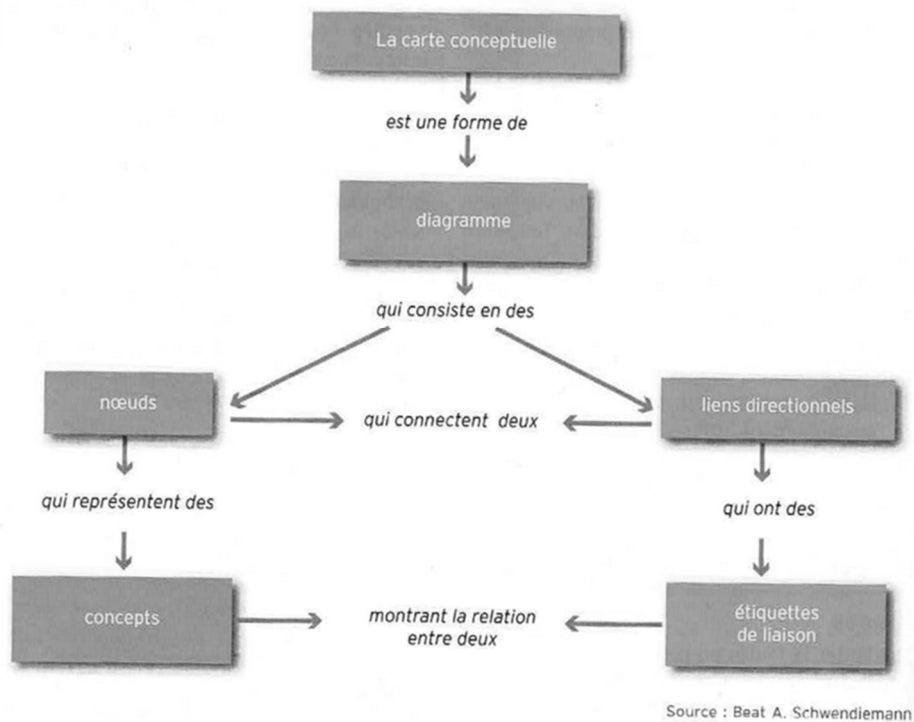 La carte conceptuelle
est une forme de
diagramme
qui consiste en des
nœuds
qui connectent deux
liens directionnels
qui représentent des
qui ont des
concepts
montrant la relation
entre deux
étiquettes
de liaison
Source : Beat A. Schwendiemann